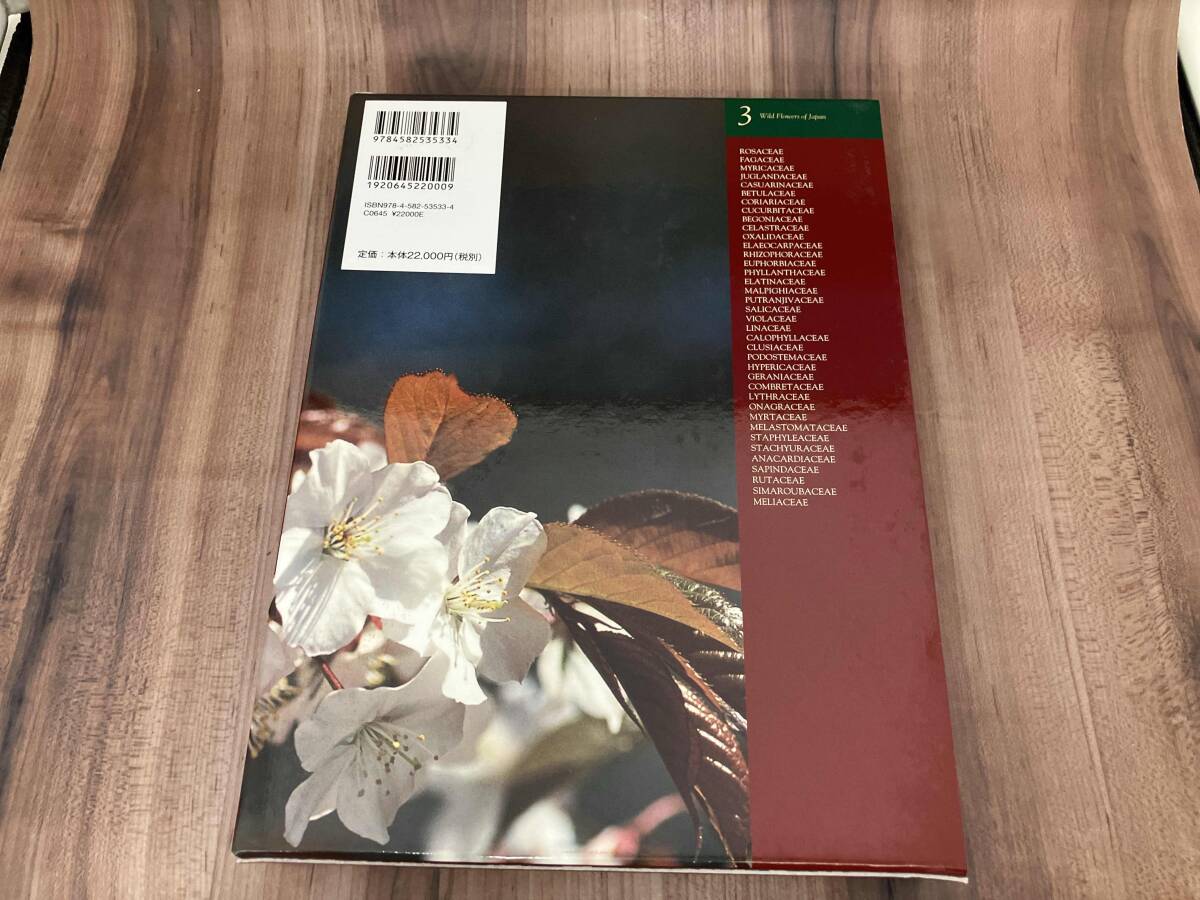 9784582535334
1920645220009
ISBN978-4-582-53533-4
C0645 ¥22000E
定価：本体22,000円（税別）
3 Wild Flowers of Japan
ROSACEAE
FAGACEAE
MYRICACEAE
JUGLANDACEAE
CASUARINACEAE
BETULACEAE
CORIARIACEAE
CUCURBITACEAE
BEGONIACEAE
CELASTRACEAE
OXALIDACEAE
ELAEOCARPACEAE
RHIZOPHORACEAE
EUPHORBIACEAE
PHYLLANTHACEAE
ELATINACEAE
MALPIGHIACEAE
PUTRANJIVACEAE
SALICACEAE
VIOLACEAE
LINACEAE
CALOPHYLLACEAE
CLUSIACEAE
PODOSTEMACEAE
HYPERICACEAE
GERANIACEAE
COMBRETACEAE
LYTHRACEAE
ONAGRACEAE
MYRTACEAE
MELASTOMATACEAE
STAPHYLEACEAE
STACHYURACEAE
ANACARDIACEAE
SAPINDACEAE
RUTACEAE
SIMAROUBACEAE
MELIACEAE